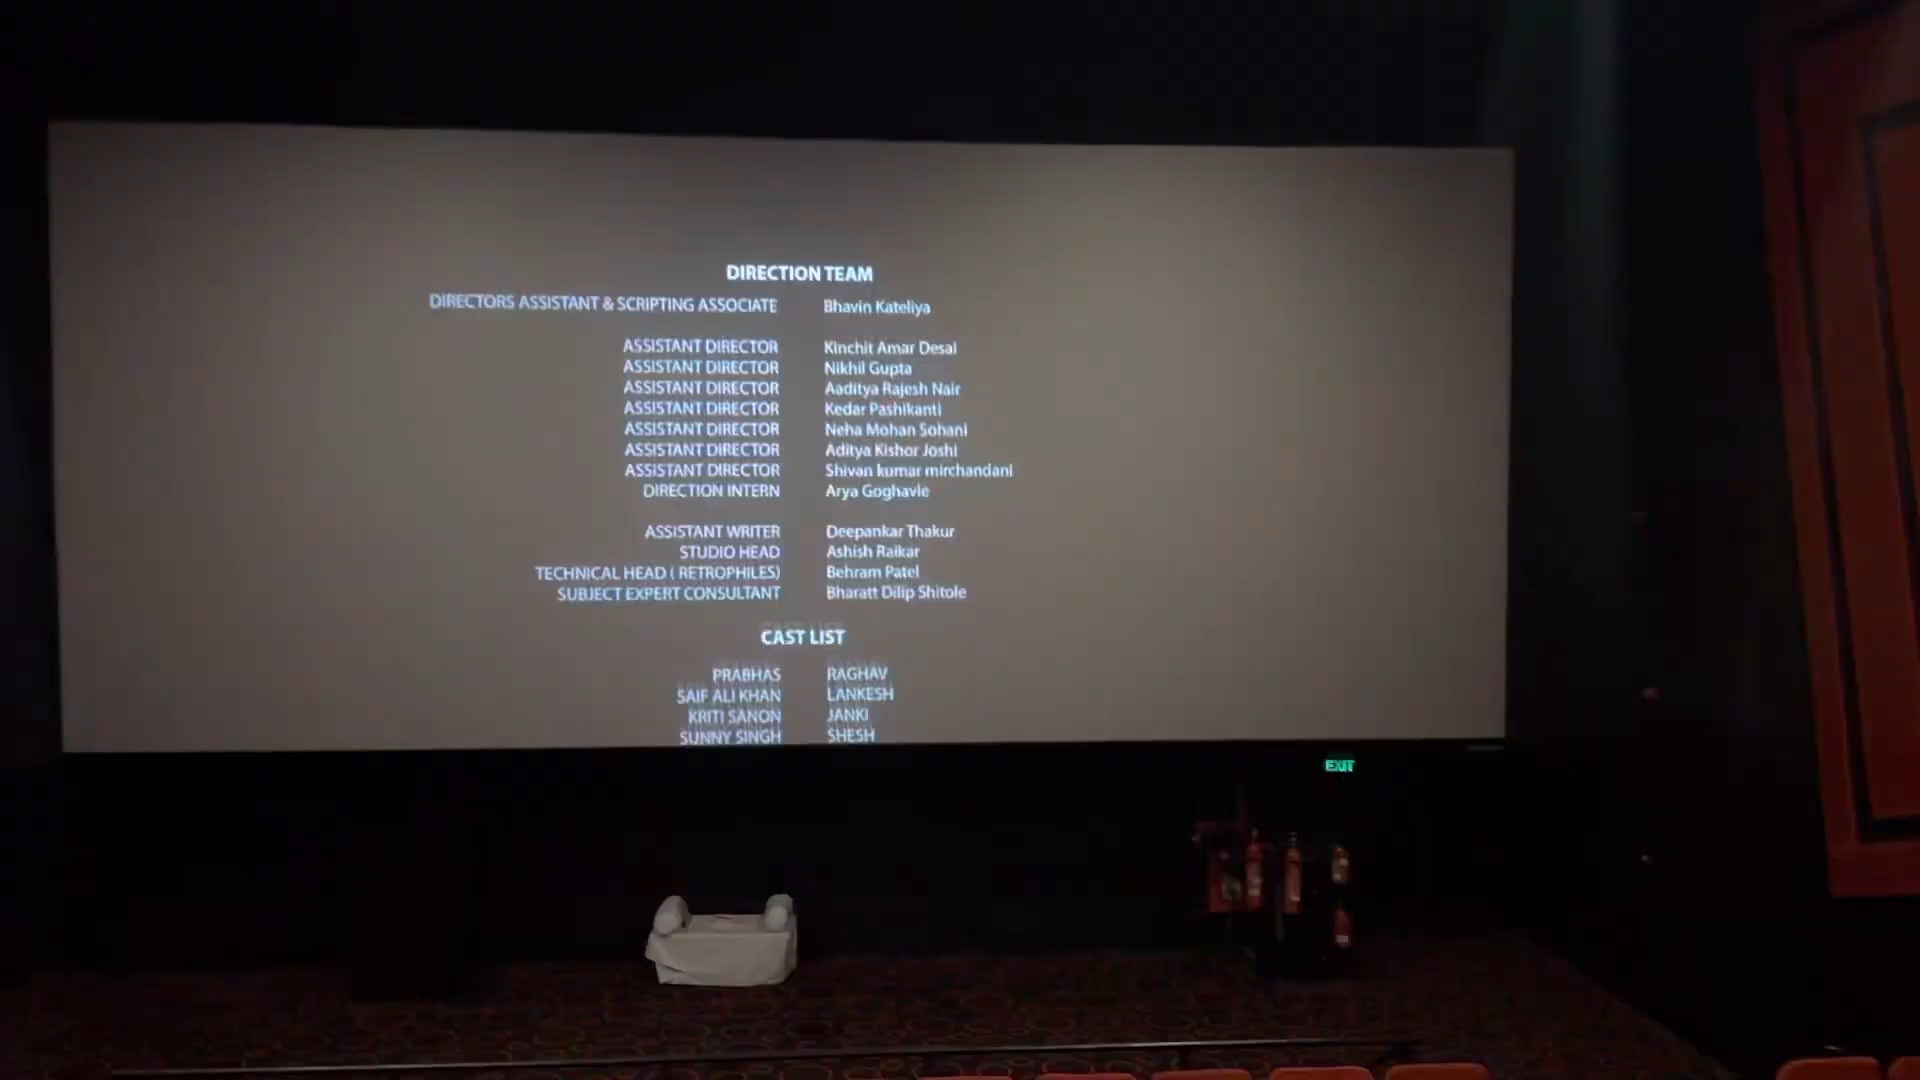 DIRECTION TEAM
DIRECTORS ASSISTANT & SCRIPTING ASSOCIATE Bhavin Kateliya
ASSISTANT DIRECTOR Kinchit Amar Desai
ASSISTANT DIRECTOR Nikhil Gupta
ASSISTANT DIRECTOR Aaditya Rajesh Nair
ASSISTANT DIRECTOR Kedar Pashikanti
ASSISTANT DIRECTOR Neha Mohan Sohani
ASSISTANT DIRECTOR Aditya Kishor Joshi
ASSISTANT DIRECTOR Shivan kumar mirchandani
DIRECTION INTERN Arya Goghavle
ASSISTANT WRITER Deepankar Thakur
STUDIO HEAD Ashish Raikar
TECHNICAL HEAD ( RETROPHILES) Behram Patel
SUBJECT EXPERT CONSULTANT Bharatt Dilip Shitole
CAST LIST
PRABHAS RAGHAV
SAIF ALI KHAN LANKESH
KRITI SANON JANKI
SUNNY SINGH SHESH
EXIT